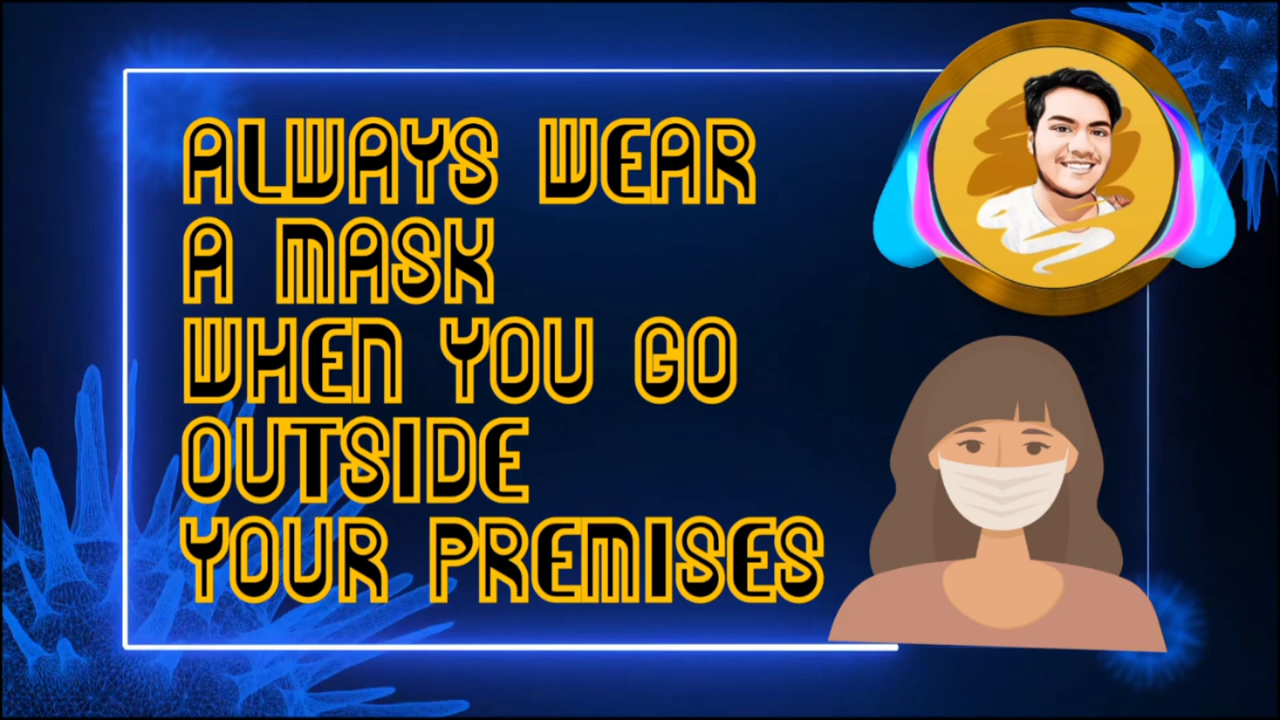 ALWAYS WEAR
A MASK
WHEN YOU GO
OUTSIDE
YOUR PREMISES